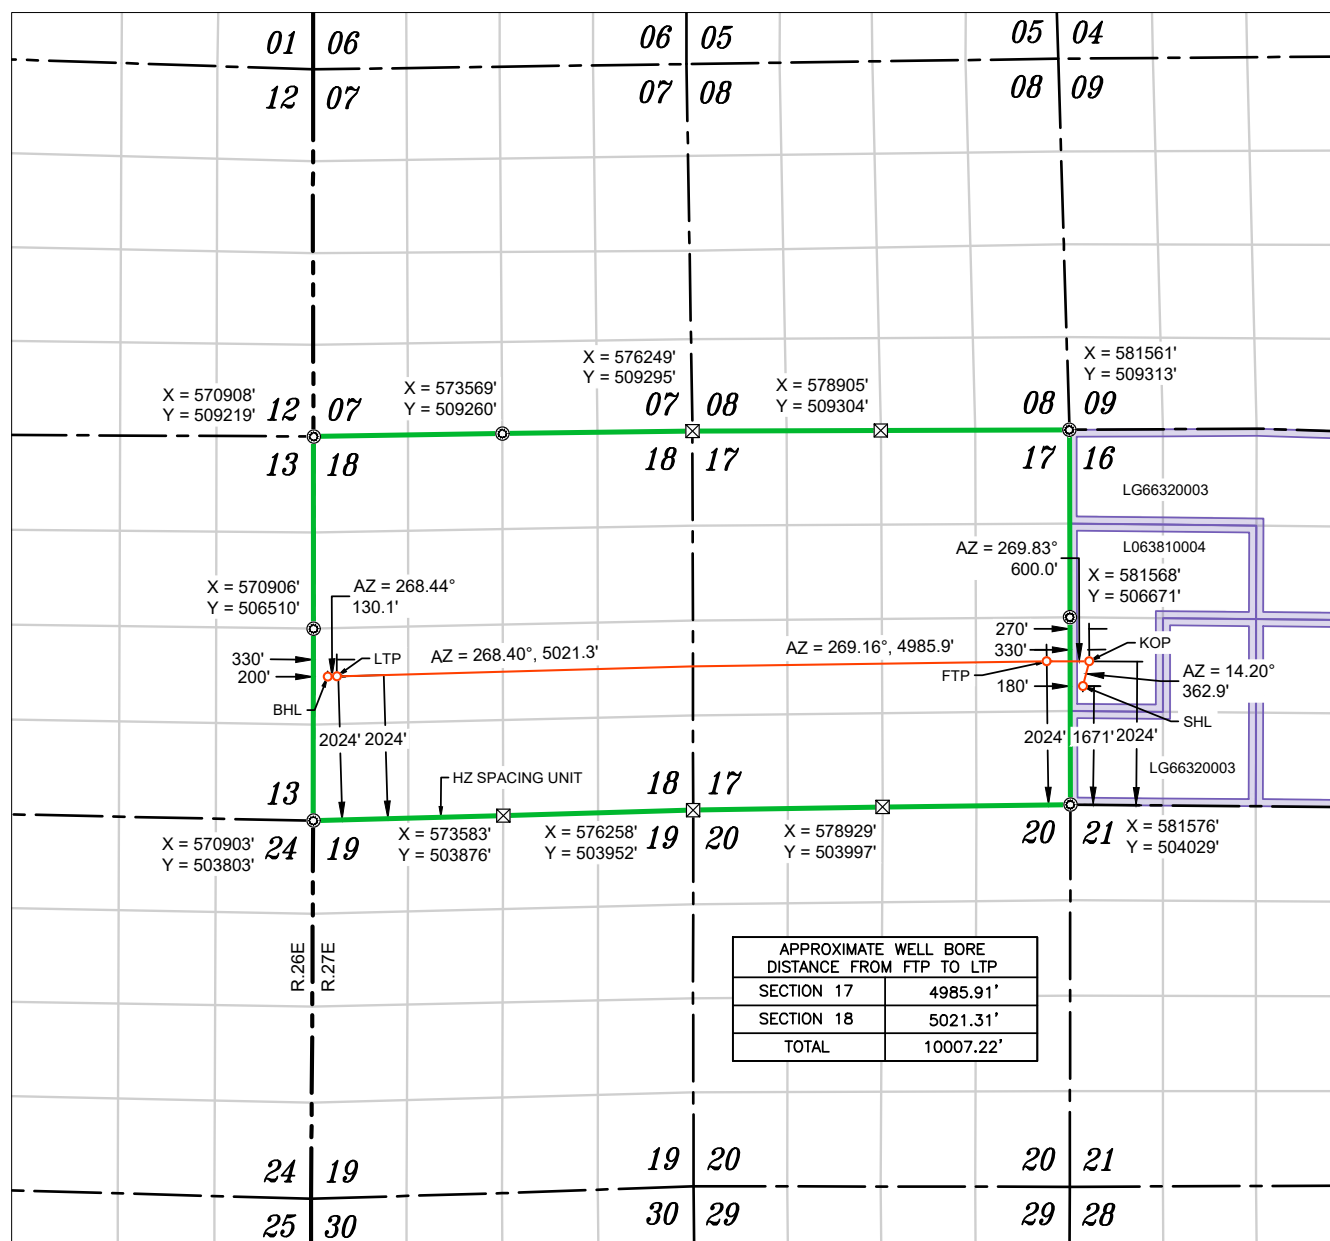 01 06
06 05
05 04
12 07
07 08
08 09
X = 576249'
Y = 509295'
X = 581561'
Y = 509313'
X = 570908'
Y = 509219'
X = 573569'
Y = 509260'
X = 578905'
Y = 509304'
12 07
07 08
08 09
13 18
18 17
17 16
LG66320003
L063810004
AZ = 269.83°
600.0'
X = 581568'
Y = 506671'
X = 570906'
Y = 506510'
AZ = 268.44°
130.1'
270'
330'
KOP
330'
LTP
AZ = 268.40°, 5021.3'
AZ = 269.16°, 4985.9'
200'
FTP
180'
AZ = 14.20°
362.9'
BHL
SHL
2024' 2024'
2024' 1671' 2024'
HZ SPACING UNIT
LG66320003
13
18 17
24 19
19 20
20 21
X = 570903'
Y = 503803'
X = 573583'
Y = 503876'
X = 576258'
Y = 503952'
X = 578929'
Y = 503997'
X = 581576'
Y = 504029'
R.26E
R.27E
APPROXIMATE WELL BORE
DISTANCE FROM FTP TO LTP
SECTION 17 4985.91'
SECTION 18 5021.31'
TOTAL 10007.22'
24 19
19 20
20 21
25 30
30 29
29 28